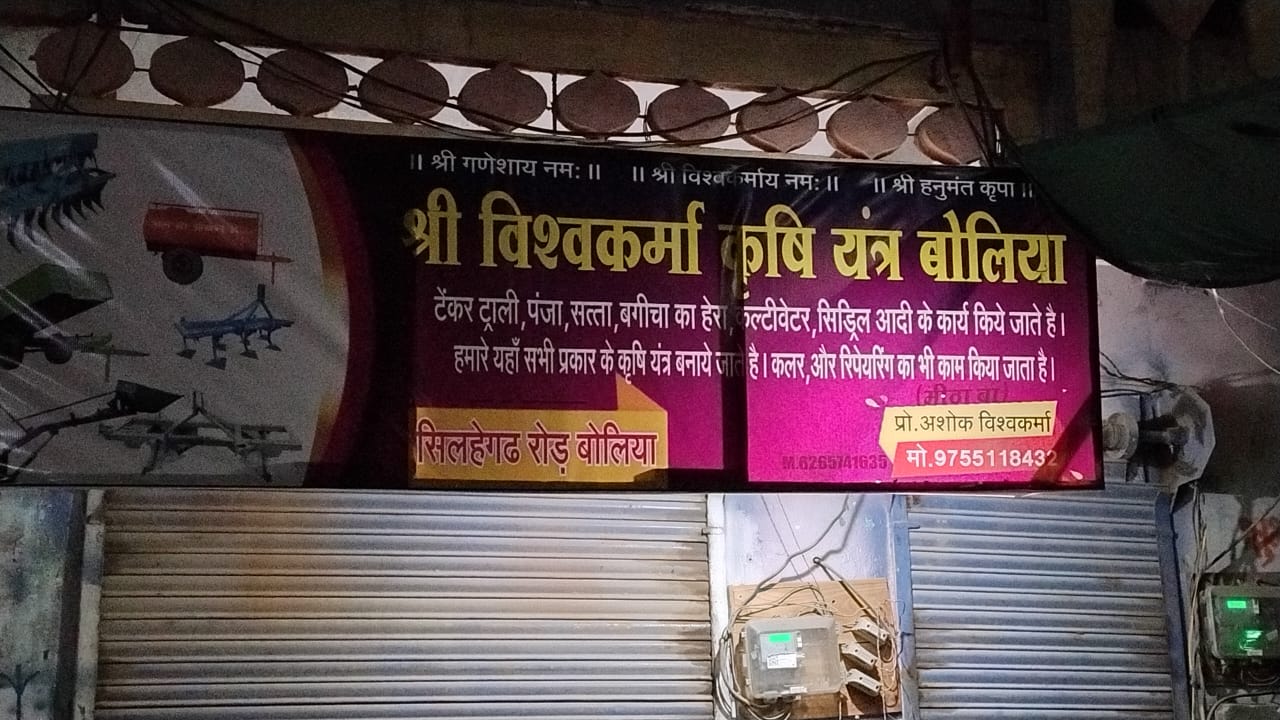 ॥ श्री गणेशाय नमः ॥ ॥ श्री विश्वकर्माय नमः ॥ ॥ श्री हनुमंत कृपा ॥
श्री विश्वकर्मा कृषि यंत्र बोलिया
टेंकर ट्राली,पंजा,सत्ता,बगीचा का हेरा,कल्टीवेटर,सिड्रिल आदी के कार्य किये जाते है।
हमारे यहाँ सभी प्रकार के कृषि यंत्र बनाये जाते है। कलर,और रिपेयरिंग का भी काम किया जाता है।
सिलहेगढ रोड़ बोलिया
प्रो.अशोक विश्वकर्मा
M.6265741635
मो.9755118432